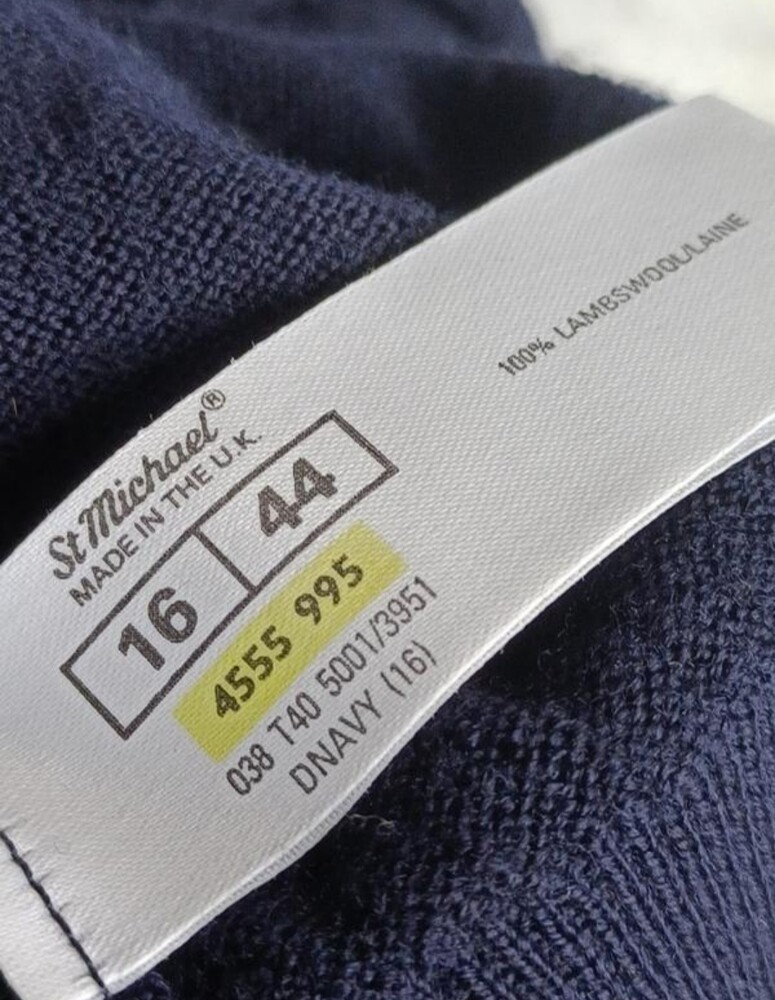 St Michael®
MADE IN THE U.K.
16 44
4555 995
038 T40 5001/3951
DNAVY (16)
100% LAMBSWOOL/LAINE